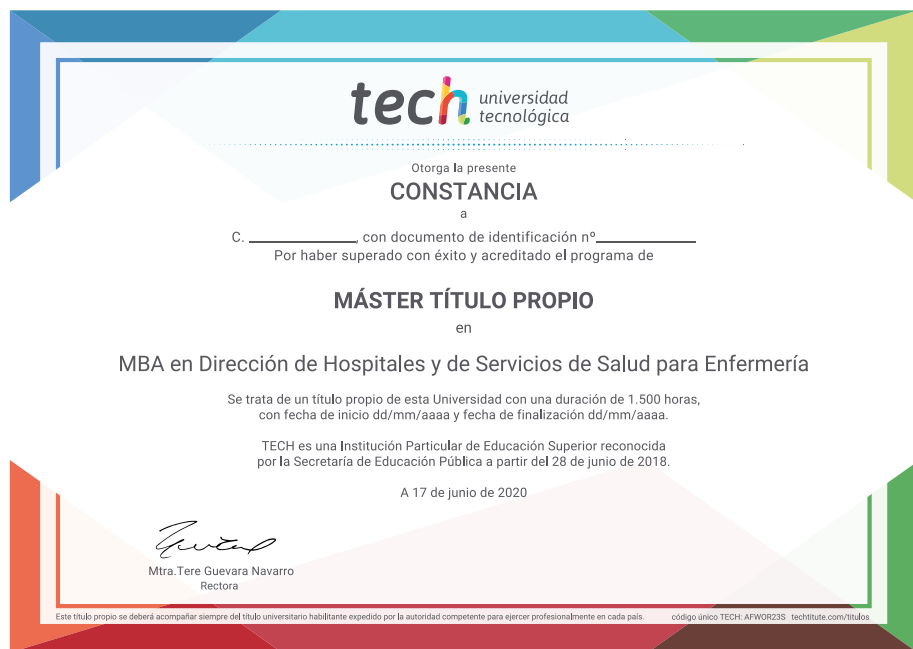 tech universidad
tecnológica
Otorga la presente
CONSTANCIA
a
C. ____________, con documento de identificación nº____________
Por haber superado con éxito y acreditado el programa de
MÁSTER TÍTULO PROPIO
en
MBA en Dirección de Hospitales y de Servicios de Salud para Enfermería
Se trata de un título propio de esta Universidad con una duración de 1.500 horas,
con fecha de inicio dd/mm/aaaa y fecha de finalización dd/mm/aaaa.
TECH es una Institución Particular de Educación Superior reconocida
por la Secretaría de Educación Pública a partir del 28 de junio de 2018.
A 17 de junio de 2020
Mtra.Tere Guevara Navarro
Rectora
Este título propio se deberá acompañar siempre del título universitario habilitante expedido por la autoridad competente para ejercer profesionalmente en cada país. código único TECH: AFWOR23S techtitute.com/titulos